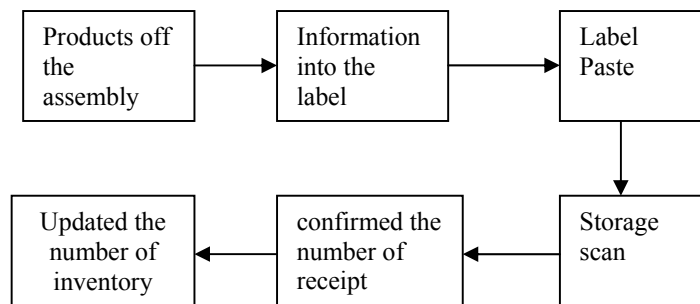 Products off
the
assembly
Information
into the
label
Label
Paste
Storage
scan
confirmed the
number of
receipt
Updated the
number of
inventory